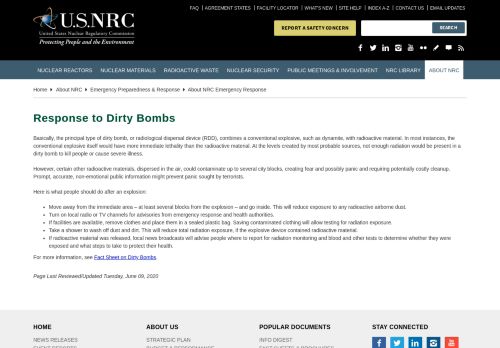 FAQ | AGREEMENT STATES | FACILITY LOCATOR | WHAT'S NEW | SITE HELP | INDEX A-Z | CONTACT US | EMAIL UPDATES
U.S.NRC
United States Nuclear Regulatory Commission
Protecting People and the Environment
REPORT A SAFETY CONCERN
SEARCH
NUCLEAR REACTORS NUCLEAR MATERIALS RADIOACTIVE WASTE NUCLEAR SECURITY PUBLIC MEETINGS & INVOLVEMENT NRC LIBRARY ABOUT NRC
Home About NRC Emergency Preparedness & Response About NRC Emergency Response
Response to Dirty Bombs
Basically, the principal type of dirty bomb, or radiological dispersal device (RDD), combines a conventional explosive, such as dynamite, with radioactive material. In most instances, the
conventional explosive itself would have more immediate lethality than the radioactive material. At the levels created by most probable sources, not enough radiation would be present in a
dirty bomb to kill people or cause severe illness.
However, certain other radioactive materials, dispersed in the air, could contaminate up to several city blocks, creating fear and possibly panic and requiring potentially costly cleanup.
Prompt, accurate, non-emotional public information might prevent panic sought by terrorists.
Here is what people should do after an explosion:
Move away from the immediate area – at least several blocks from the explosion – and go inside. This will reduce exposure to any radioactive airborne dust.
Turn on local radio or TV channels for advisories from emergency response and health authorities.
If facilities are available, remove clothes and place them in a sealed plastic bag. Saving contaminated clothing will allow testing for radiation exposure.
Take a shower to wash off dust and dirt. This will reduce total radiation exposure, if the explosive device contained radioactive material.
If radioactive material was released, local news broadcasts will advise people where to report for radiation monitoring and blood and other tests to determine whether they were
exposed and what steps to take to protect their health.
For more information, see Fact Sheet on Dirty Bombs.
Page Last Reviewed/Updated Tuesday, June 09, 2020
HOME ABOUT US POPULAR DOCUMENTS STAY CONNECTED
NEWS RELEASES STRATEGIC PLAN INFO DIGEST